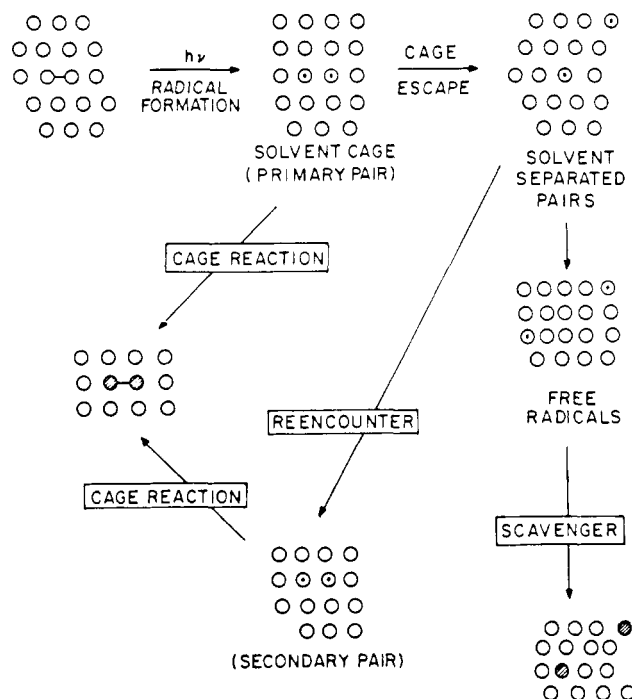 hν
RADICAL
FORMATION
CAGE
ESCAPE
SOLVENT CAGE
(PRIMARY PAIR)
SOLVENT
SEPARATED
PAIRS
CAGE REACTION
FREE
RADICALS
REENCOUNTER
CAGE REACTION
SCAVENGER
(SECONDARY PAIR)